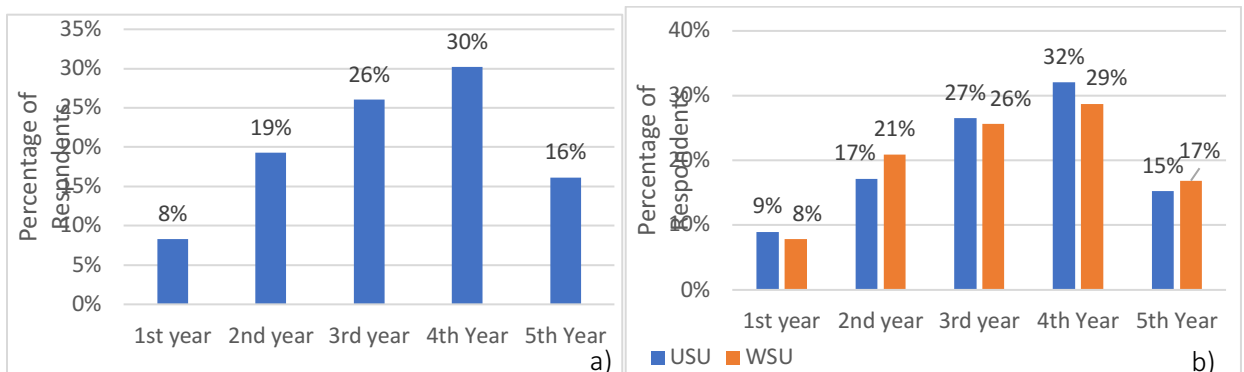 Percentage of
Respondents
35%
30%
25%
20%
15%
10%
5%
0%
8%
19%
26%
30%
16%
1st year
2nd year
3rd year
4th Year
5th Year
a)
Percentage of
Respondents
40%
30%
20%
10%
0%
9%
8%
17%
21%
27%
26%
32%
29%
15%
17%
1st year
2nd year
3rd year
4th Year
5th Year
USU
WSU
b)